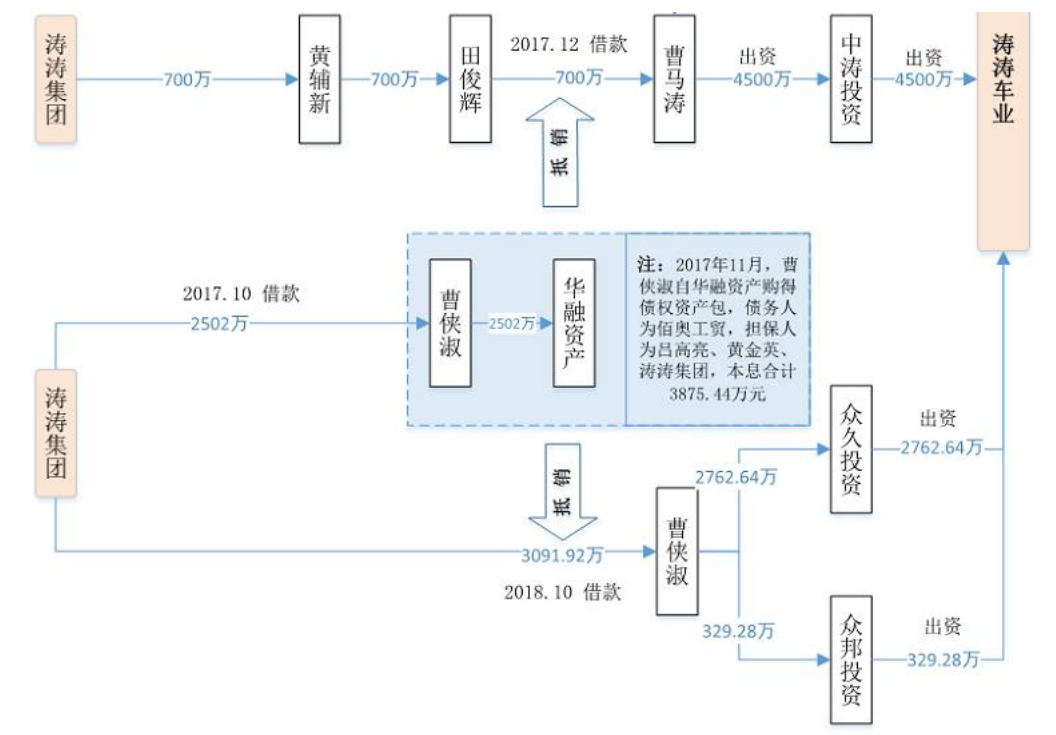 涛涛集团
700万
黄辅新
700万
田俊辉
2017.12 借款
700万
曹马涛
出资
4500万
中涛投资
出资
4500万
涛涛车业
抵销
2017.10 借款
2502万
曹侠淑
2502万
华融资产
注：2017年11月，曹
侠淑自华融资产购得
债权资产包，债务人
为佰奥工贸，担保人
为吕高亮、黄金英、
涛涛集团，本息合计
3875.44万元
涛涛集团
抵销
3091.92万
2018.10 借款
曹侠淑
2762.64万
众久投资
出资
2762.64万
329.28万
众邦投资
出资
329.28万